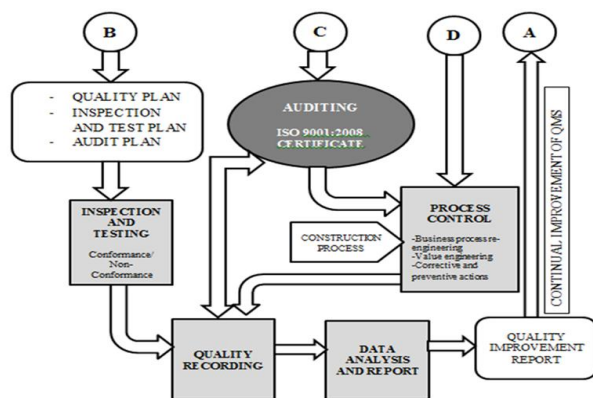 B
C
D
A
- QUALITY PLAN
- INSPECTION
AND TEST PLAN
- AUDIT PLAN
AUDITING
ISO 9001:2008
CERTIFICATE
INSPECTION
AND
TESTING
Conformance/
Non-
Conformance
CONSTRUCTION
PROCESS
PROCESS
CONTROL
-Business process re-
engineering
-Value engineering
-Corrective and
preventive actions
CONTINUAL IMPROVEMENT OF QMS
QUALITY
RECORDING
DATA
ANALYSIS
AND REPORT
QUALITY
IMPROVEMENT
REPORT